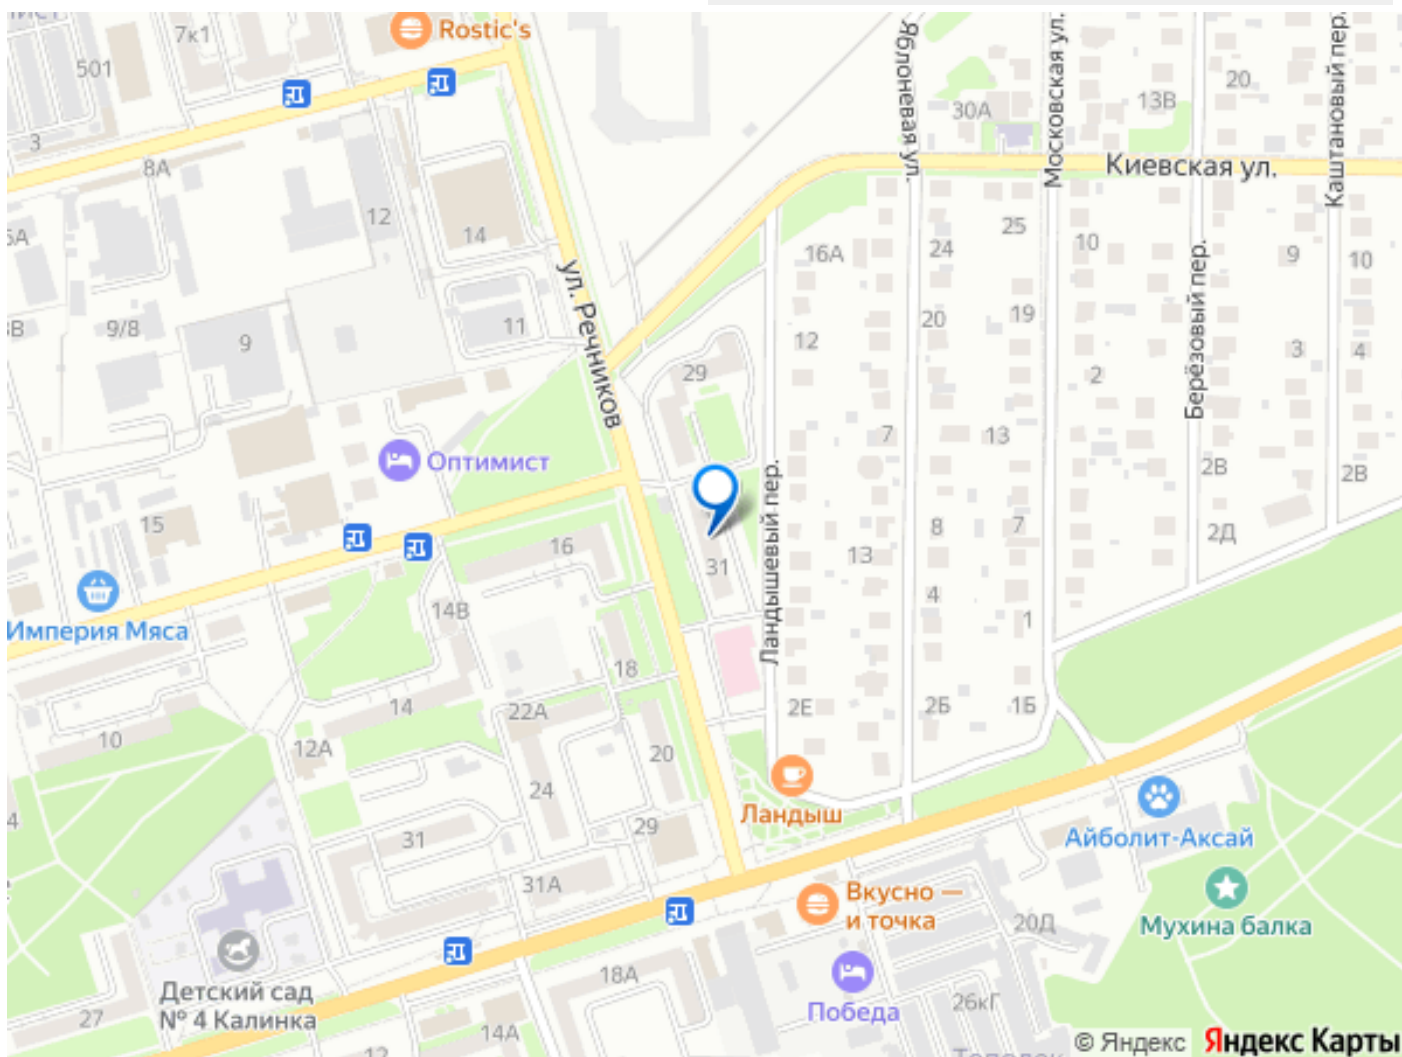 7к1
Rostic's
501
3
8А
12
14
11
9/8
9
ул. Речников
Яблоневая ул.
Московская ул.
Каштановый пер.
30А
13В
20
Киевская ул.
16А
24
25
10
9
10
20
19
12
2
3
4
Берёзовый пер.
29
7
13
2В
2В
2Д
Оптимист
15
16
31
Ландышевый пер.
13
8
7
4
1
Империя Мяса
14В
18
14
22А
2Е
2Б
1Б
10
12А
20
24
Ландыш
31
29
Айболит-Аксай
31А
Вкусно —
и точка
20Д
Мухина балка
Детский сад
№ 4 Калинка
18А
Победа
26кГ
27
14А
12
© Яндекс Яндекс Карты